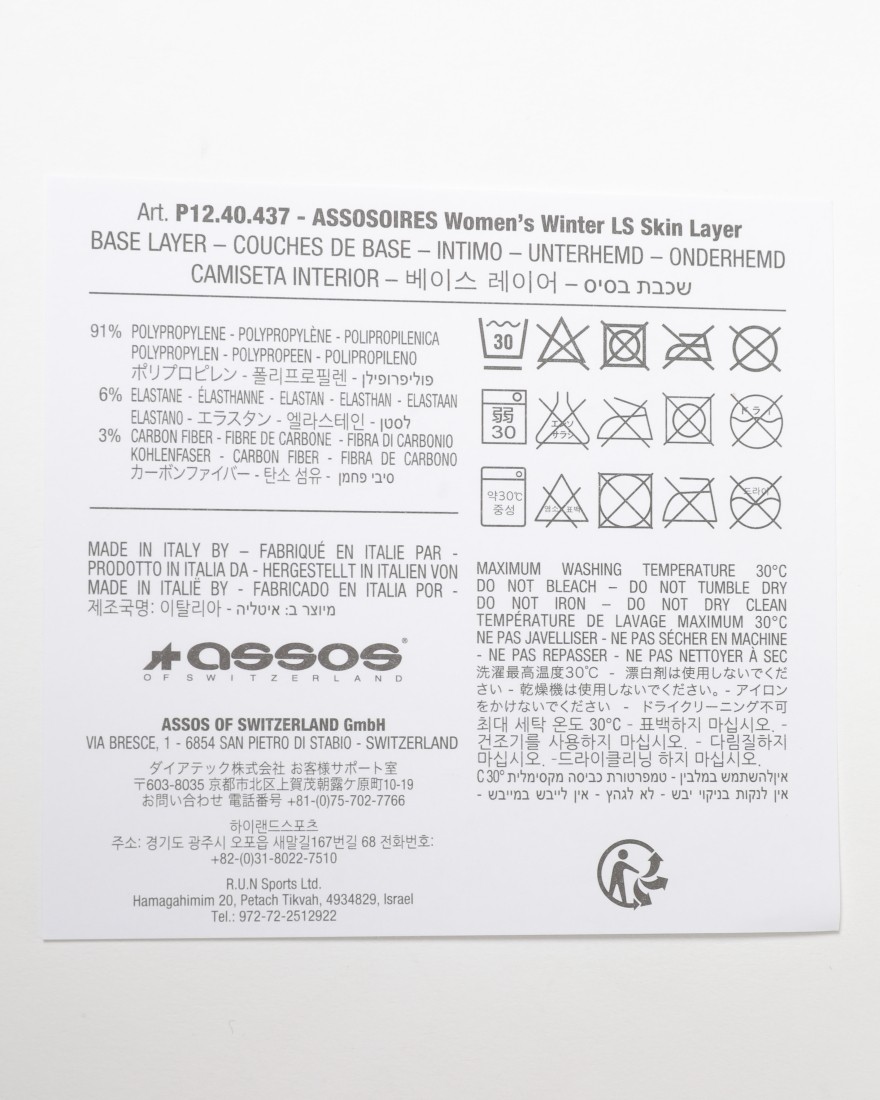 Art. P12.40.437 - ASSOSOIRES Women's Winter LS Skin Layer
BASE LAYER – COUCHES DE BASE – INTIMO – UNTERHEMD – ONDERHEMD
CAMISETA INTERIOR – 베이스 레이어 – שכבת בסיס
91% POLYPROPYLENE - POLYPROPYLÈNE - POLIPROPILENICA
POLYPROPYLEN - POLYPROPEEN - POLIPROPILENO
ポリプロピレン - 폴리프로필렌 - פוליפרופילן
6% ELASTANE - ÉLASTHANNE - ELASTAN - ELASTHAN - ELASTAAN
ELASTANO - エラスタン - 엘라스테인 - לסטן
3% CARBON FIBER - FIBRE DE CARBONE - FIBRA DI CARBONIO
KOHLENFASER - CARBON FIBER - FIBRA DE CARBONO
カーボンファイバー - 탄소 섬유 - סיבי פחמן
MADE IN ITALY BY – FABRIQUÉ EN ITALIE PAR -
PRODOTTO IN ITALIA DA - HERGESTELLT IN ITALIEN VON
MADE IN ITALIË BY - FABRICADO EN ITALIA POR -
제조국명: 이탈리아 - מיוצר ב: איטליה
assos®
OF SWITZERLAND
ASSOS OF SWITZERLAND GmbH
VIA BRESCE, 1 - 6854 SAN PIETRO DI STABIO - SWITZERLAND
ダイアテック株式会社 お客様サポート室
〒603-8035 京都市北区上賀茂朝露ケ原町10-19
お問い合わせ 電話番号 +81-(0)75-702-7766
하이랜드스포츠
주소: 경기도 광주시 오포읍 새말길167번길 68 전화번호:
+82-(0)31-8022-7510
R.U.N Sports Ltd.
Hamagahimim 20, Petach Tikvah, 4934829, Israel
Tel.: 972-72-2512922
30
弱
30
エンソ
サラシ
ドライ
약30℃
중성
염소 표백
드라이
MAXIMUM WASHING TEMPERATURE 30°C
DO NOT BLEACH – DO NOT TUMBLE DRY
DO NOT IRON – DO NOT DRY CLEAN
TEMPÉRATURE DE LAVAGE MAXIMUM 30°C
NE PAS JAVELLISER - NE PAS SÉCHER EN MACHINE
- NE PAS REPASSER - NE PAS NETTOYER À SEC
洗濯最高温度30℃ - 漂白剤は使用しないでくだ
さい - 乾燥機は使用しないでください。- アイロン
をかけないでください - ドライクリーニング不可
최대 세탁 온도 30℃ - 표백하지 마십시오. -
건조기를 사용하지 마십시오. - 다림질하지
마십시오. -드라이클리닝 하지 마십시오.
איןלהשתמש במלבין - טמפרטורת כביסה מקסימלית 30° C
אין לנקות בניקוי יבש - לא לגהץ - אין לייבש במייבש -